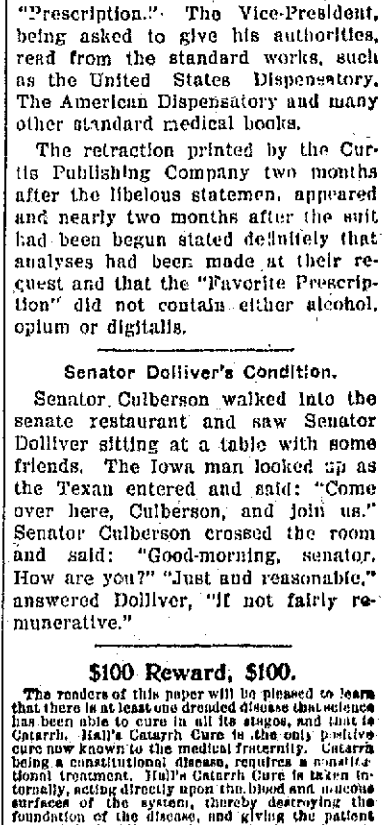 "Prescription." The Vice-President,
being asked to give his authorities,
read from the standard works, such
as the United States Dispensatory,
The American Dispensatory and many
other standard medical books.
The retraction printed by the Cur-
tis Publishing Company two months
after the libelous statemen. appeared
and nearly two months after the suit
had been begun stated definitely that
analyses had been made at their re-
quest and that the "Favorite Prescrip-
tion" did not contain either alcohol,
opium or digitalis.
Senator Dolliver's Condition.
Senator Culberson walked into the
senate restaurant and saw Senator
Dolliver sitting at a table with some
friends. The Iowa man looked up as
the Texan entered and said: "Come
over here, Culberson, and join us."
Senator Culberson crossed the room
and said: "Good-morning, senator.
How are you?" "Just and reasonable,"
answered Dolliver, "if not fairly re-
munerative."
$100 Reward, $100.
The readers of this paper will be pleased to learn
that there is at least one dreaded disease that science
has been able to cure in all its stages, and that is
Catarrh. Hall's Catarrh Cure is the only positive
cure now known to the medical fraternity. Catarrh
being a constitutional disease, requires a constitu-
tional treatment. Hall's Catarrh Cure is taken in-
ternally, acting directly upon the blood and mucous
surfaces of the system, thereby destroying the
foundation of the disease, and giving the patient